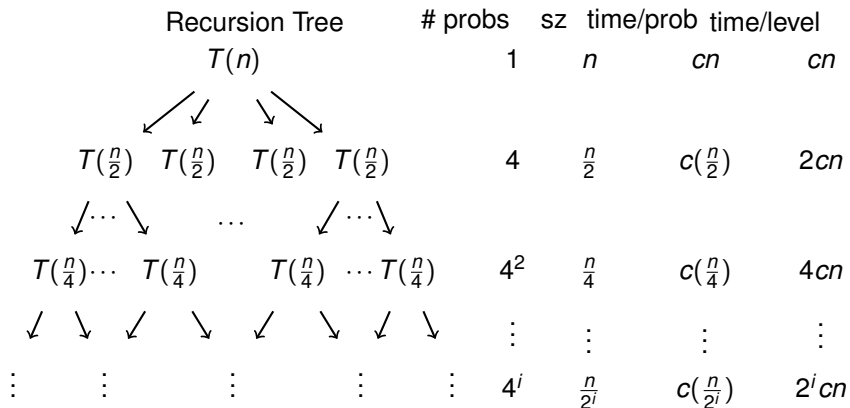 Recursion Tree # probs sz time/prob time/level
T(n) 1 n cn cn
T(n/2) T(n/2) T(n/2) T(n/2) 4 n/2 c(n/2) 2cn
... ... ...
T(n/4) ... T(n/4) T(n/4) ... T(n/4) 4^2 n/4 c(n/4) 4cn
⋮ ⋮ ⋮ ⋮
⋮ ⋮ ⋮ ⋮ ⋮ 4^i n/2^i c(n/2^i) 2^i cn